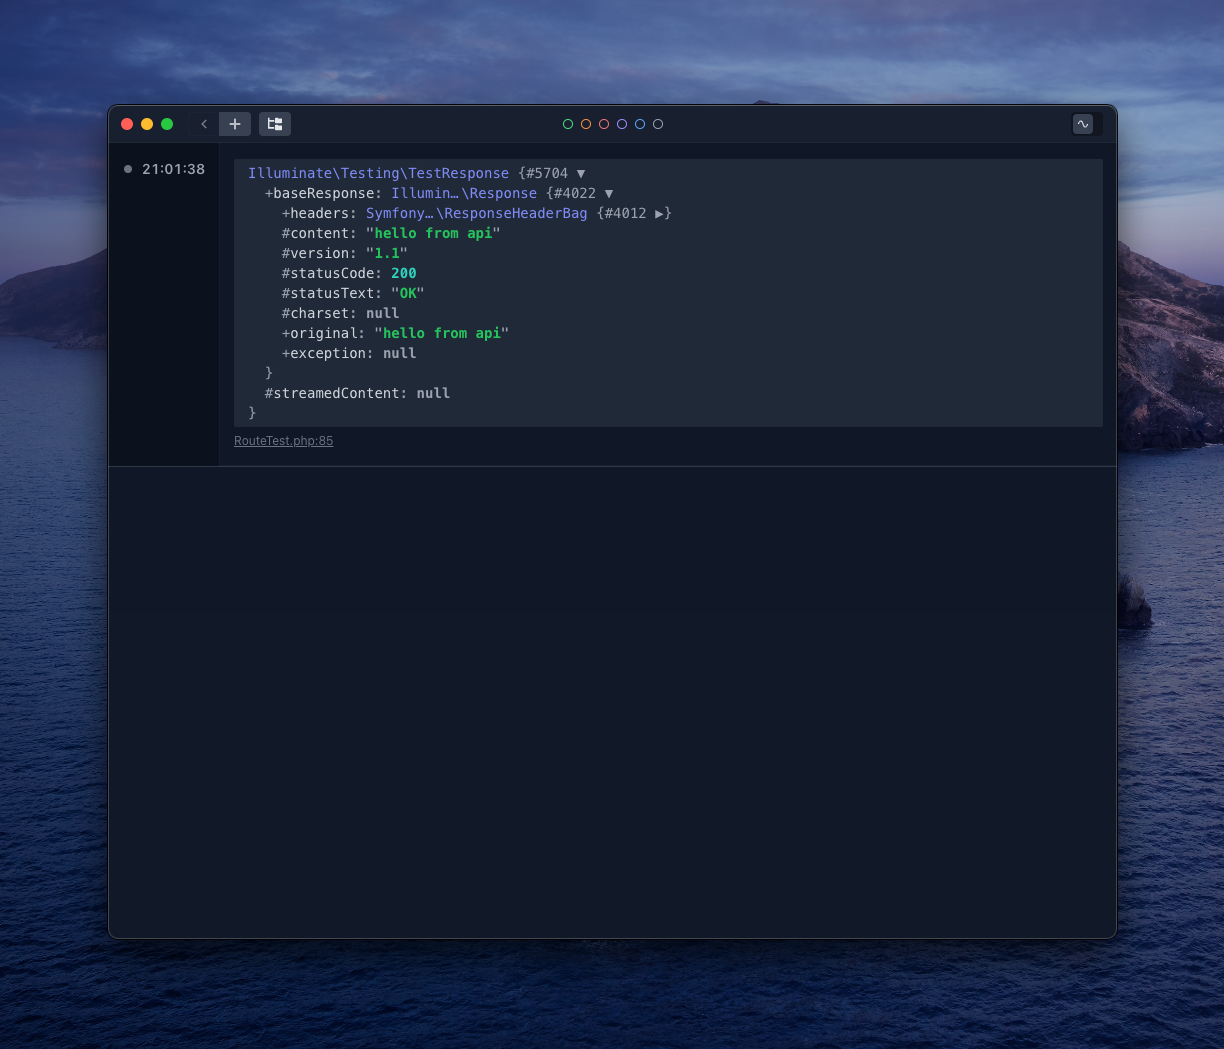 21:01:38
Illuminate\Testing\TestResponse {#5704 ▼
+baseResponse: Illumin…\Response {#4022 ▼
+headers: Symfony…\ResponseHeaderBag {#4012 ▶}
#content: "hello from api"
#version: "1.1"
#statusCode: 200
#statusText: "OK"
#charset: null
+original: "hello from api"
+exception: null
}
#streamedContent: null
}
RouteTest.php:85